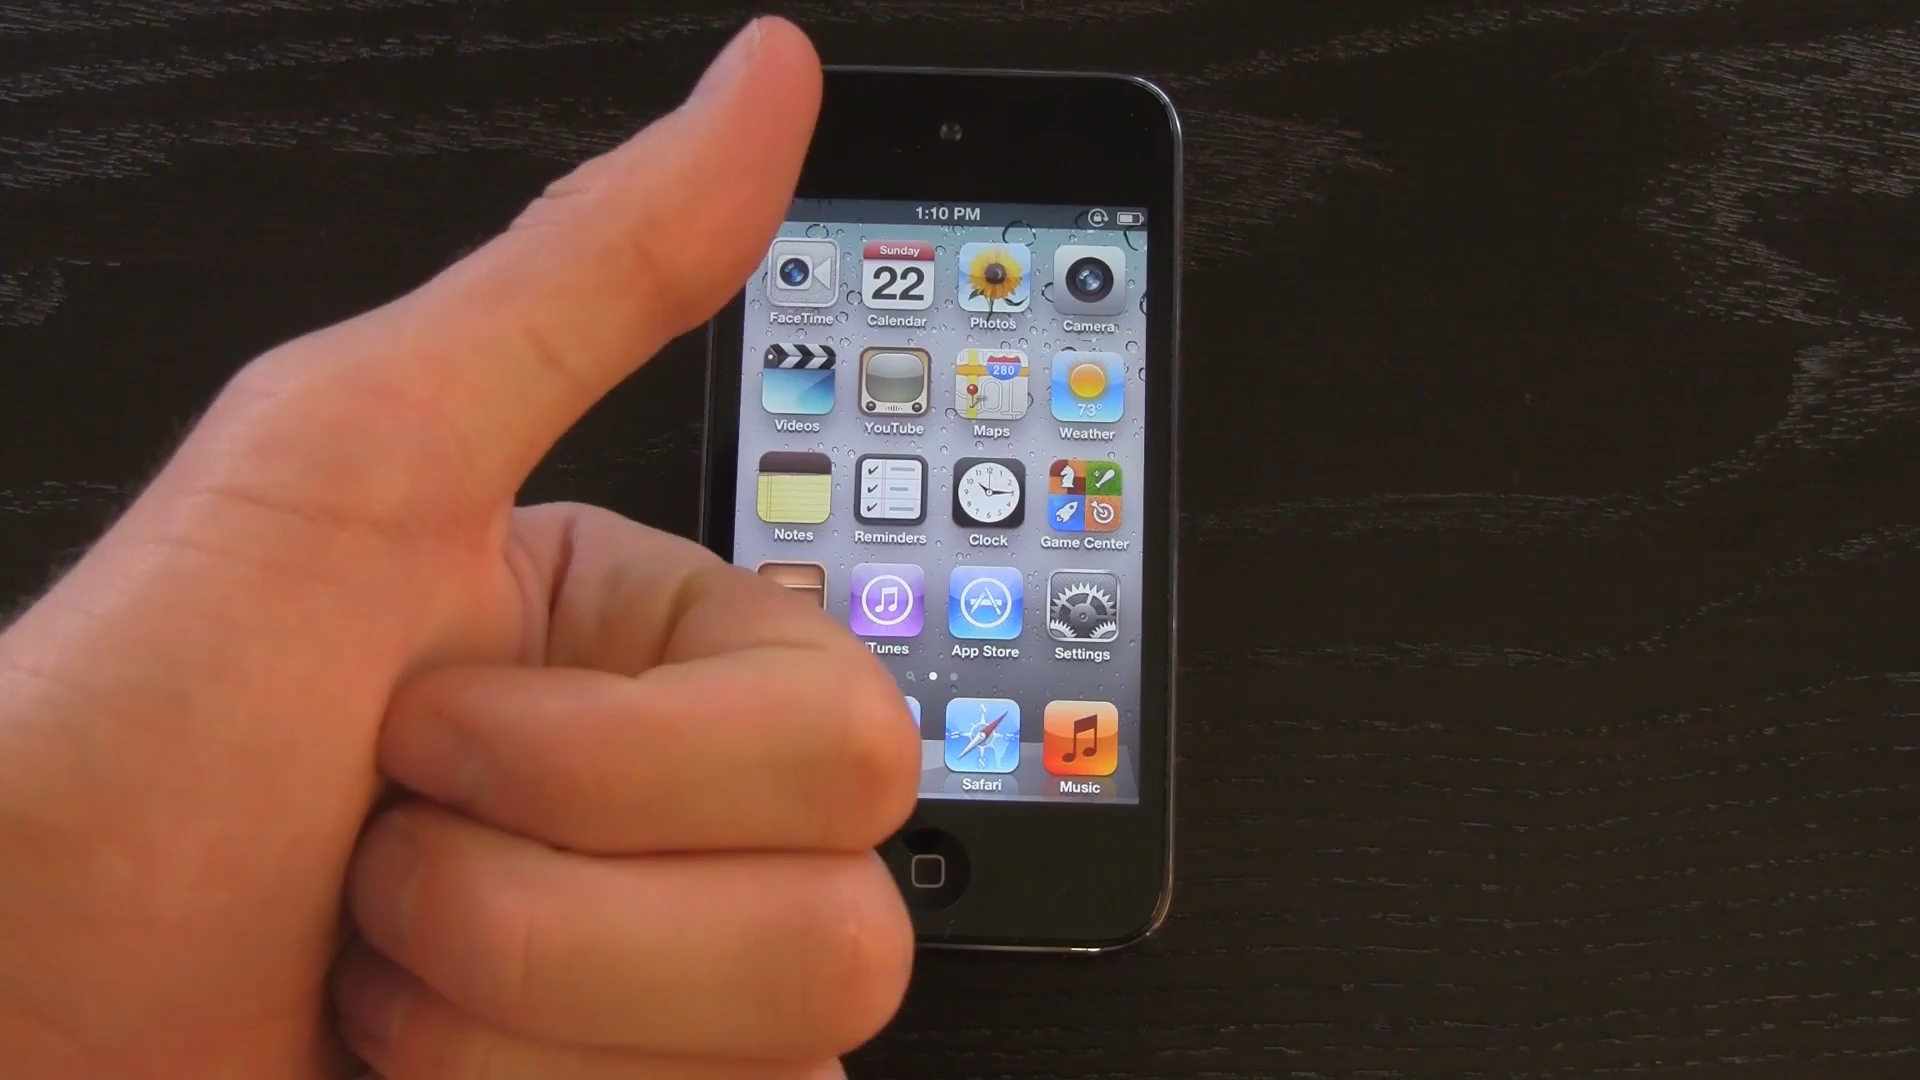 1:10 PM
Sunday
22
FaceTime
Calendar
Photos
Camera
280
73°
Videos
YouTube
Maps
Weather
Notes
Reminders
Clock
Game Center
Tunes
App Store
Settings
Safari
Music